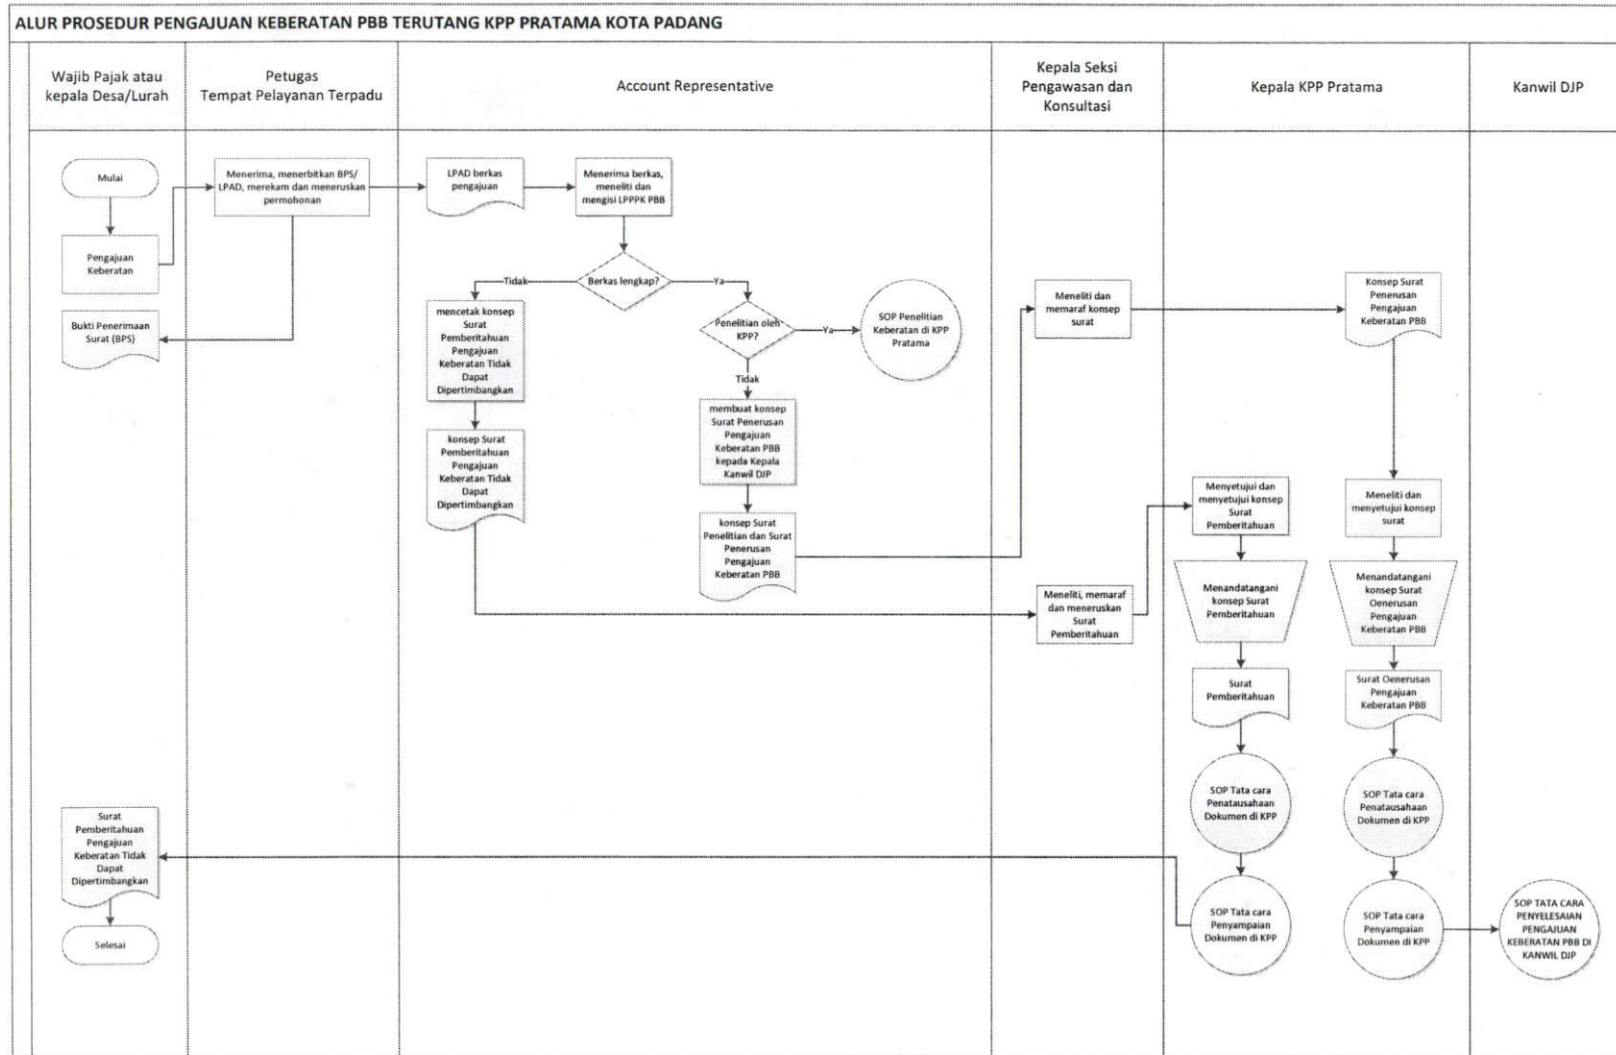 ALUR PROSEDUR PENGAJUAN KEBERATAN PBB TERUTANG KPP PRATAMA KOTA PADANG
Wajib Pajak atau
kepala Desa/Lurah
Petugas
Tempat Pelayanan Terpadu
Account Representative
Kepala Seksi
Pengawasan dan
Konsultasi
Kepala KPP Pratama
Kanwil DJP
Mulai
Pengajuan
Keberatan
Bukti Penerimaan
Surat (BPS)
Menerima, menerbitkan BPS/
LPAD, merekam dan meneruskan
permohonan
LPAD berkas
pengajuan
Menerima berkas,
meneliti dan
mengisi LPPPK PBB
Berkas lengkap?
Tidak
Ya
mencetak konsep
Surat
Pemberitahuan
Pengajuan
Keberatan Tidak
Dapat
Dipertimbangkan
konsep Surat
Pemberitahuan
Pengajuan
Keberatan Tidak
Dapat
Dipertimbangkan
Penelitian oleh
KPP?
Ya
Tidak
SOP Penelitian
Keberatan di KPP
Pratama
membuat konsep
Surat Penerusan
Pengajuan
Keberatan PBB
kepada Kepala
Kanwil DJP
konsep Surat
Penelitian dan Surat
Penerusan
Pengajuan
Keberatan PBB
Meneliti dan
memaraf konsep
surat
Meneliti, memaraf
dan meneruskan
Surat
Pemberitahuan
Konsep Surat
Penerusan
Pengajuan
Keberatan PBB
Menyetujui dan
menyetujui konsep
Surat
Pemberitahuan
Meneliti dan
menyetujui konsep
surat
Menandatangani
konsep Surat
Pemberitahuan
Menandatangani
konsep Surat
Oenerusan
Pengajuan
Keberatan PBB
Surat
Pemberitahuan
Surat Oenerusan
Pengajuan
Keberatan PBB
SOP Tata cara
Penatausahaan
Dokumen di KPP
SOP Tata cara
Penatausahaan
Dokumen di KPP
SOP Tata cara
Penyampaian
Dokumen di KPP
SOP Tata cara
Penyampaian
Dokumen di KPP
SOP TATA CARA
PENYELESAIAN
PENGAJUAN
KEBERATAN PBB DI
KANWIL DJP
Surat
Pemberitahuan
Pengajuan
Keberatan Tidak
Dapat
Dipertimbangkan
Selesai